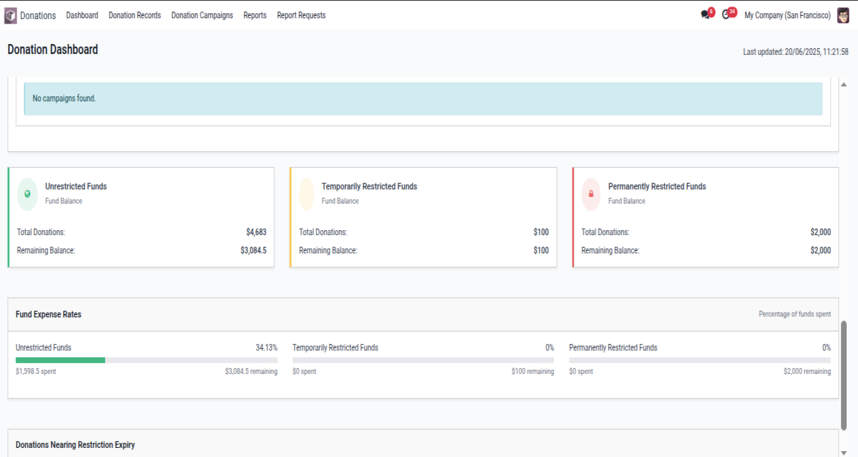 Donations Dashboard Donation Records Donation Campaigns Reports Report Requests My Company (San Francisco)
Donation Dashboard
Last updated: 20/06/2025, 11:21:58
No campaigns found.
Unrestricted Funds
Fund Balance
Total Donations: $4,683
Remaining Balance: $3,084.5
Temporarily Restricted Funds
Fund Balance
Total Donations: $100
Remaining Balance: $100
Permanently Restricted Funds
Fund Balance
Total Donations: $2,000
Remaining Balance: $2,000
Fund Expense Rates Percentage of funds spent
Unrestricted Funds 34.13%
$1,598.5 spent $3,084.5 remaining
Temporarily Restricted Funds 0%
$0 spent $100 remaining
Permanently Restricted Funds 0%
$0 spent $2,000 remaining
Donations Nearing Restriction Expiry